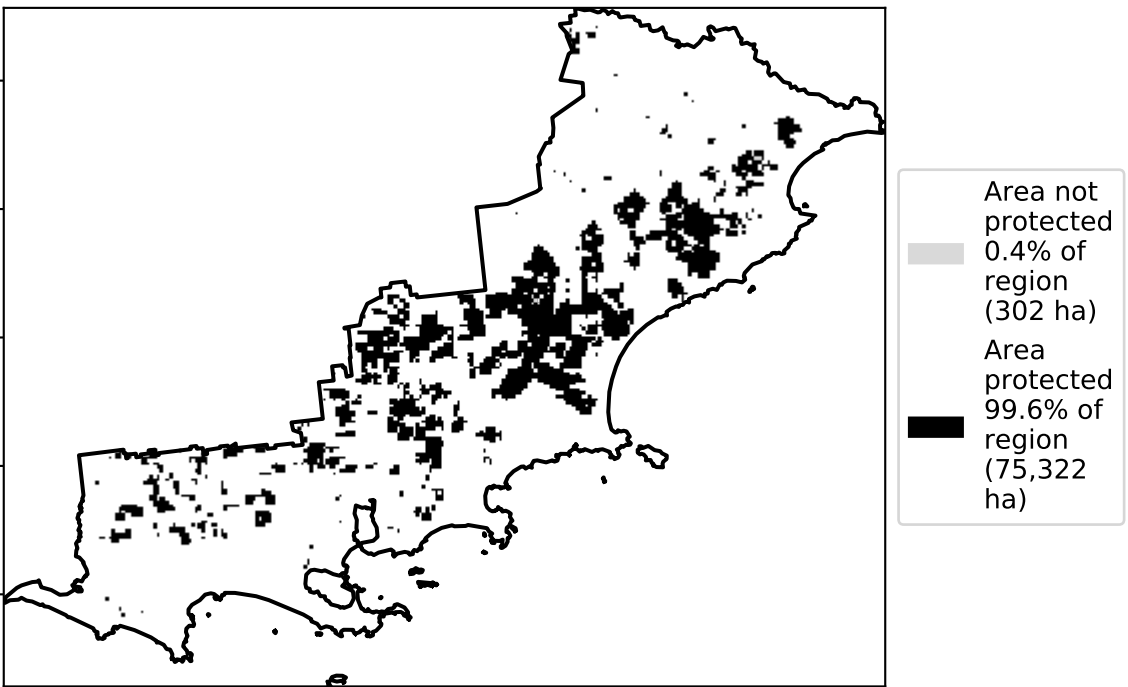 Area not
protected
0.4% of
region
(302 ha)
Area
protected
99.6% of
region
(75,322
ha)